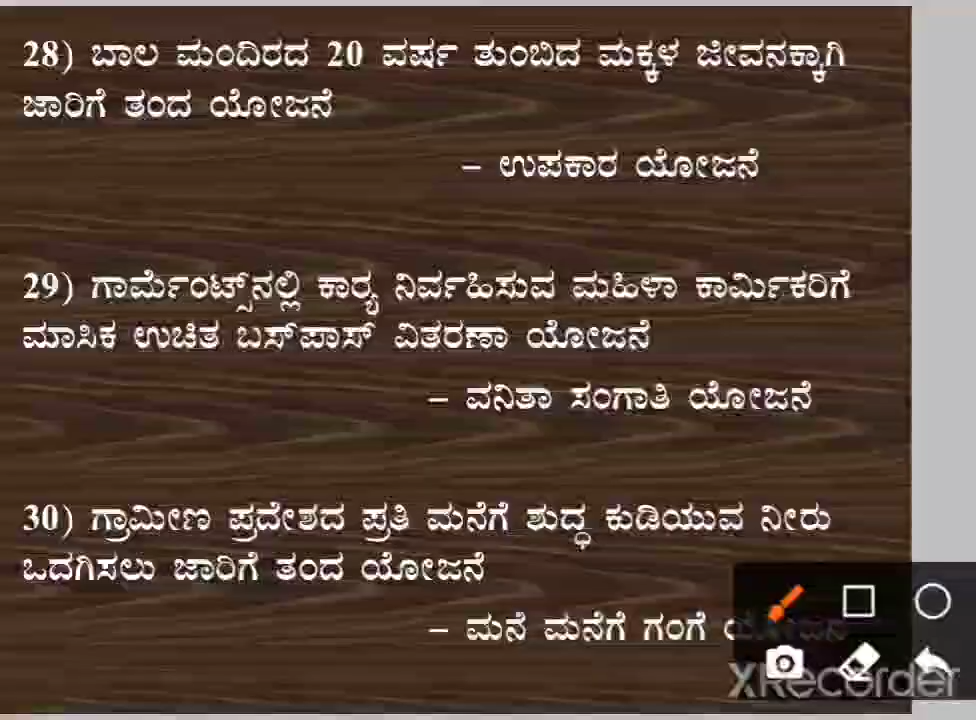 28) ಬಾಲ ಮಂದಿರದ 20 ವರ್ಷ ತುಂಬಿದ ಮಕ್ಕಳ ಜೀವನಕ್ಕಾಗಿ
ಜಾರಿಗೆ ತಂದ ಯೋಜನೆ
– ಉಪಕಾರ ಯೋಜನೆ
29) ಗಾರ್ಮೆಂಟ್ಸ್‌ನಲ್ಲಿ ಕಾರ‍್ಯ ನಿರ್ವಹಿಸುವ ಮಹಿಳಾ ಕಾರ್ಮಿಕರಿಗೆ
ಮಾಸಿಕ ಉಚಿತ ಬಸ್‌ಪಾಸ್ ವಿತರಣಾ ಯೋಜನೆ
– ವನಿತಾ ಸಂಗಾತಿ ಯೋಜನೆ
30) ಗ್ರಾಮೀಣ ಪ್ರದೇಶದ ಪ್ರತಿ ಮನೆಗೆ ಶುದ್ಧ ಕುಡಿಯುವ ನೀರು
ಒದಗಿಸಲು ಜಾರಿಗೆ ತಂದ ಯೋಜನೆ
– ಮನೆ ಮನೆಗೆ ಗಂಗೆ ಯೋಜನೆ
XRecorder